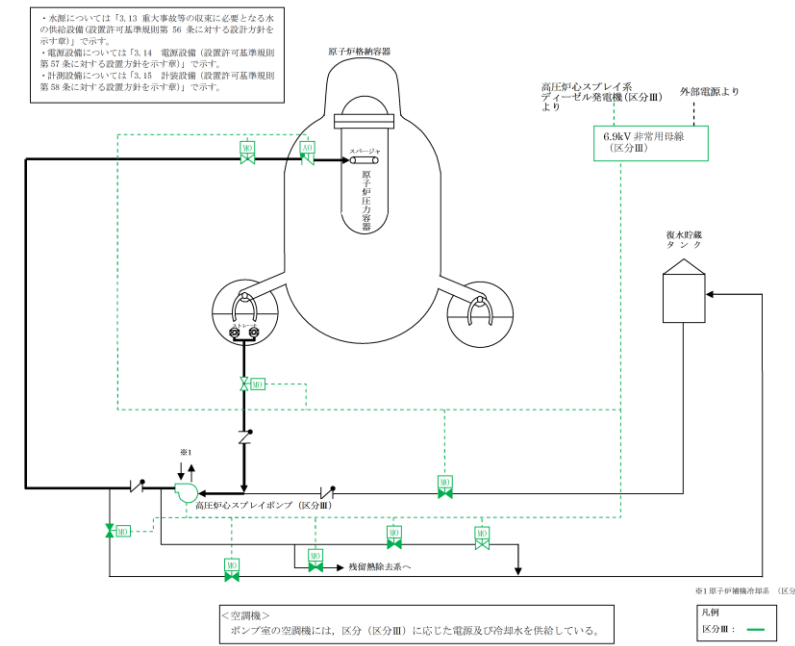 ・水源については「3.13 重大事故等の収束に必要となる水
の供給設備(設置許可基準規則第 56 条に対する設計方針を
示す章)」で示す。
・電源設備については「3.14 電源設備 (設置許可基準規則
第 57 条に対する設置方針を示す章)」で示す。
・計測設備については「3.15 計装設備 (設置許可基準規則
第 58 条に対する設置方針を示す章)」で示す。
原子炉格納容器
高圧炉心スプレイ系
ディーゼル発電機(区分Ⅲ)
より
外部電源より
6.9kV 非常用母線
(区分Ⅲ)
MO
AO
スパージャ
原子炉圧力容器
復水貯蔵
タンク
ストレーナ
MO
※1
MO
高圧炉心スプレイポンプ (区分Ⅲ)
MO
MO
MO
MO
MO
残留熱除去系へ
※1 原子炉補機冷却系 (区分
<空調機>
ポンプ室の空調機には,区分 (区分Ⅲ) に応じた電源及び冷却水を供給している。
凡例
区分Ⅲ: